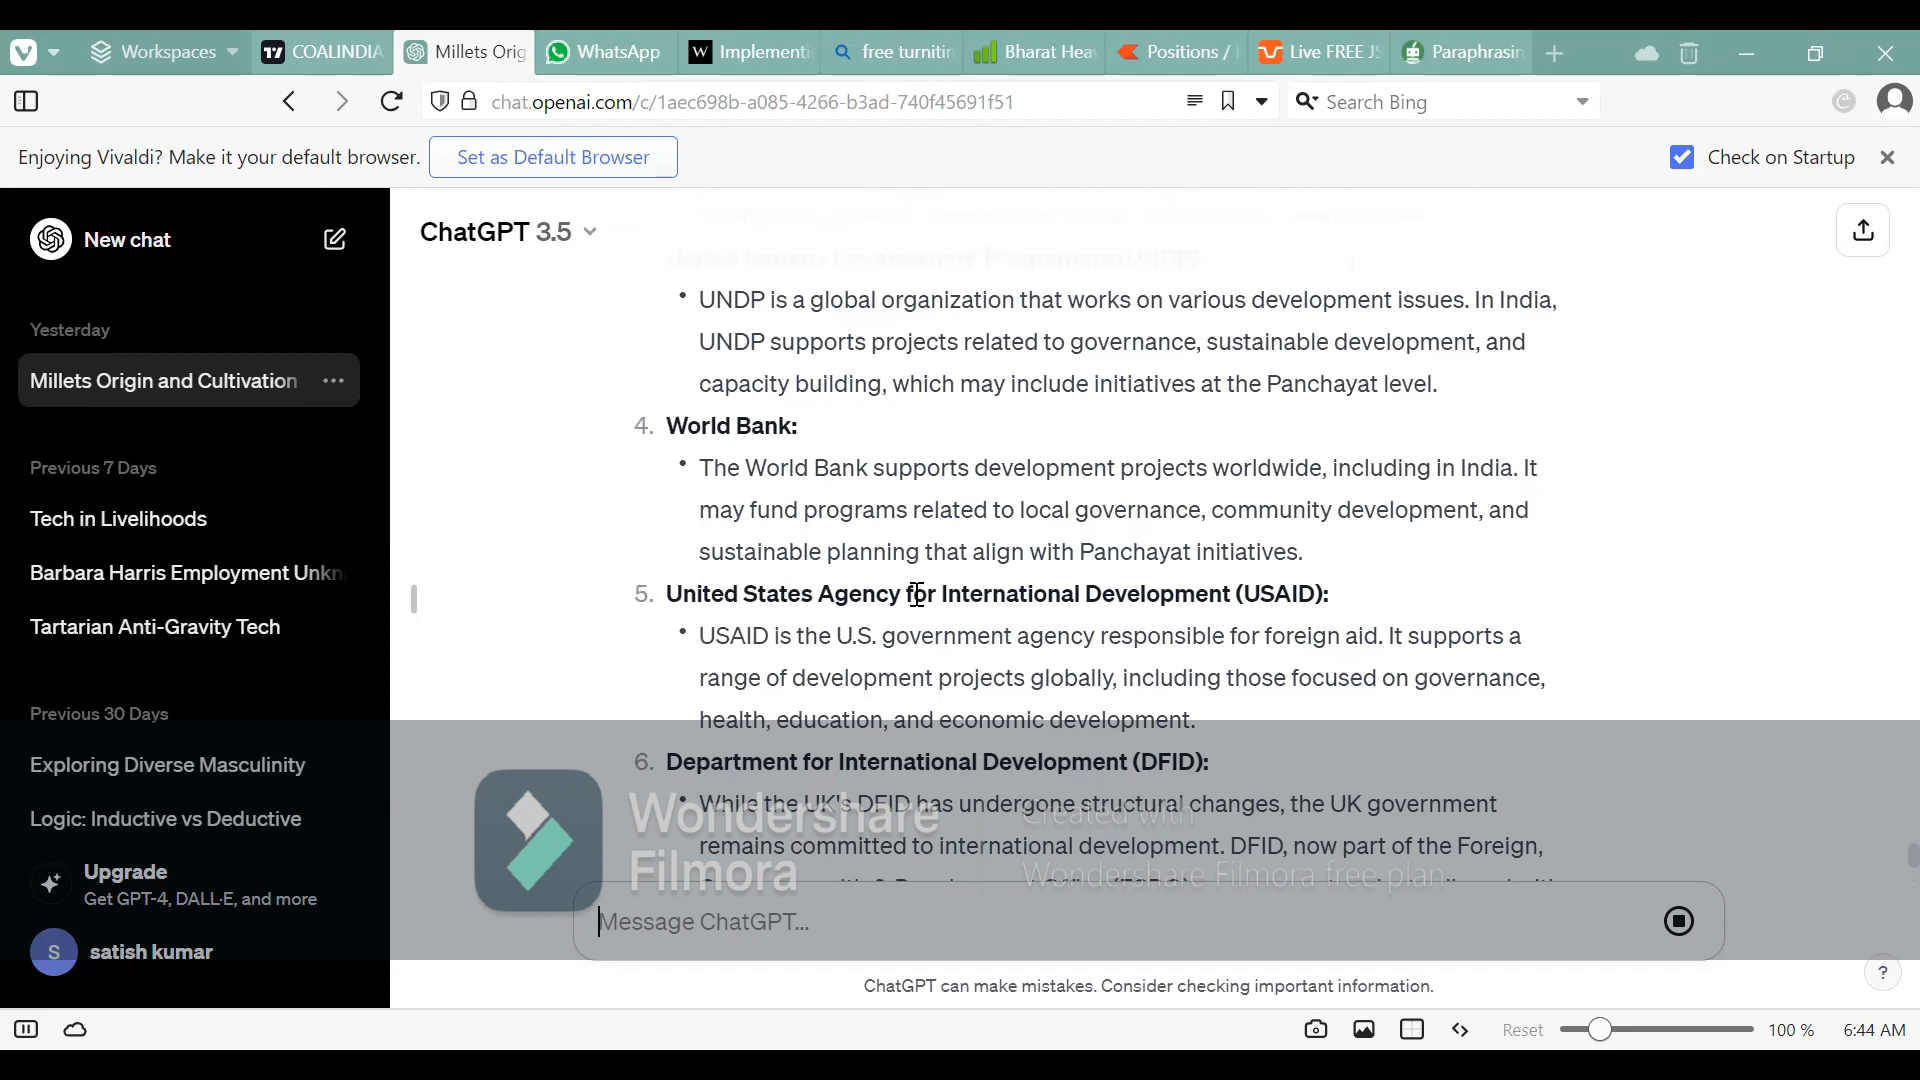 Workspaces
COALINDIA
Millets Orig
WhatsApp
Implementi
free turnitin
Bharat Hea
Positions /
Live FREE JS
Paraphrasin
chat.openai.com/c/1aec698b-a085-4266-b3ad-740f45691f51
Search Bing
Enjoying Vivaldi? Make it your default browser.
Set as Default Browser
Check on Startup
New chat
ChatGPT 3.5
Yesterday
Millets Origin and Cultivation
Previous 7 Days
Tech in Livelihoods
Barbara Harris Employment Unkn
Tartarian Anti-Gravity Tech
Previous 30 Days
Exploring Diverse Masculinity
Logic: Inductive vs Deductive
Upgrade
Get GPT-4, DALL·E, and more
S satish kumar
• UNDP is a global organization that works on various development issues. In India,
UNDP supports projects related to governance, sustainable development, and
capacity building, which may include initiatives at the Panchayat level.
4. World Bank:
• The World Bank supports development projects worldwide, including in India. It
may fund programs related to local governance, community development, and
sustainable planning that align with Panchayat initiatives.
5. United States Agency for International Development (USAID):
• USAID is the U.S. government agency responsible for foreign aid. It supports a
range of development projects globally, including those focused on governance,
health, education, and economic development.
6. Department for International Development (DFID):
• While the UK's DFID has undergone structural changes, the UK government
remains committed to international development. DFID, now part of the Foreign,
Wondershare
Filmora
Created with
Wondershare Filmora free plan
Message ChatGPT...
ChatGPT can make mistakes. Consider checking important information.
?
Reset
100 %
6:44 AM